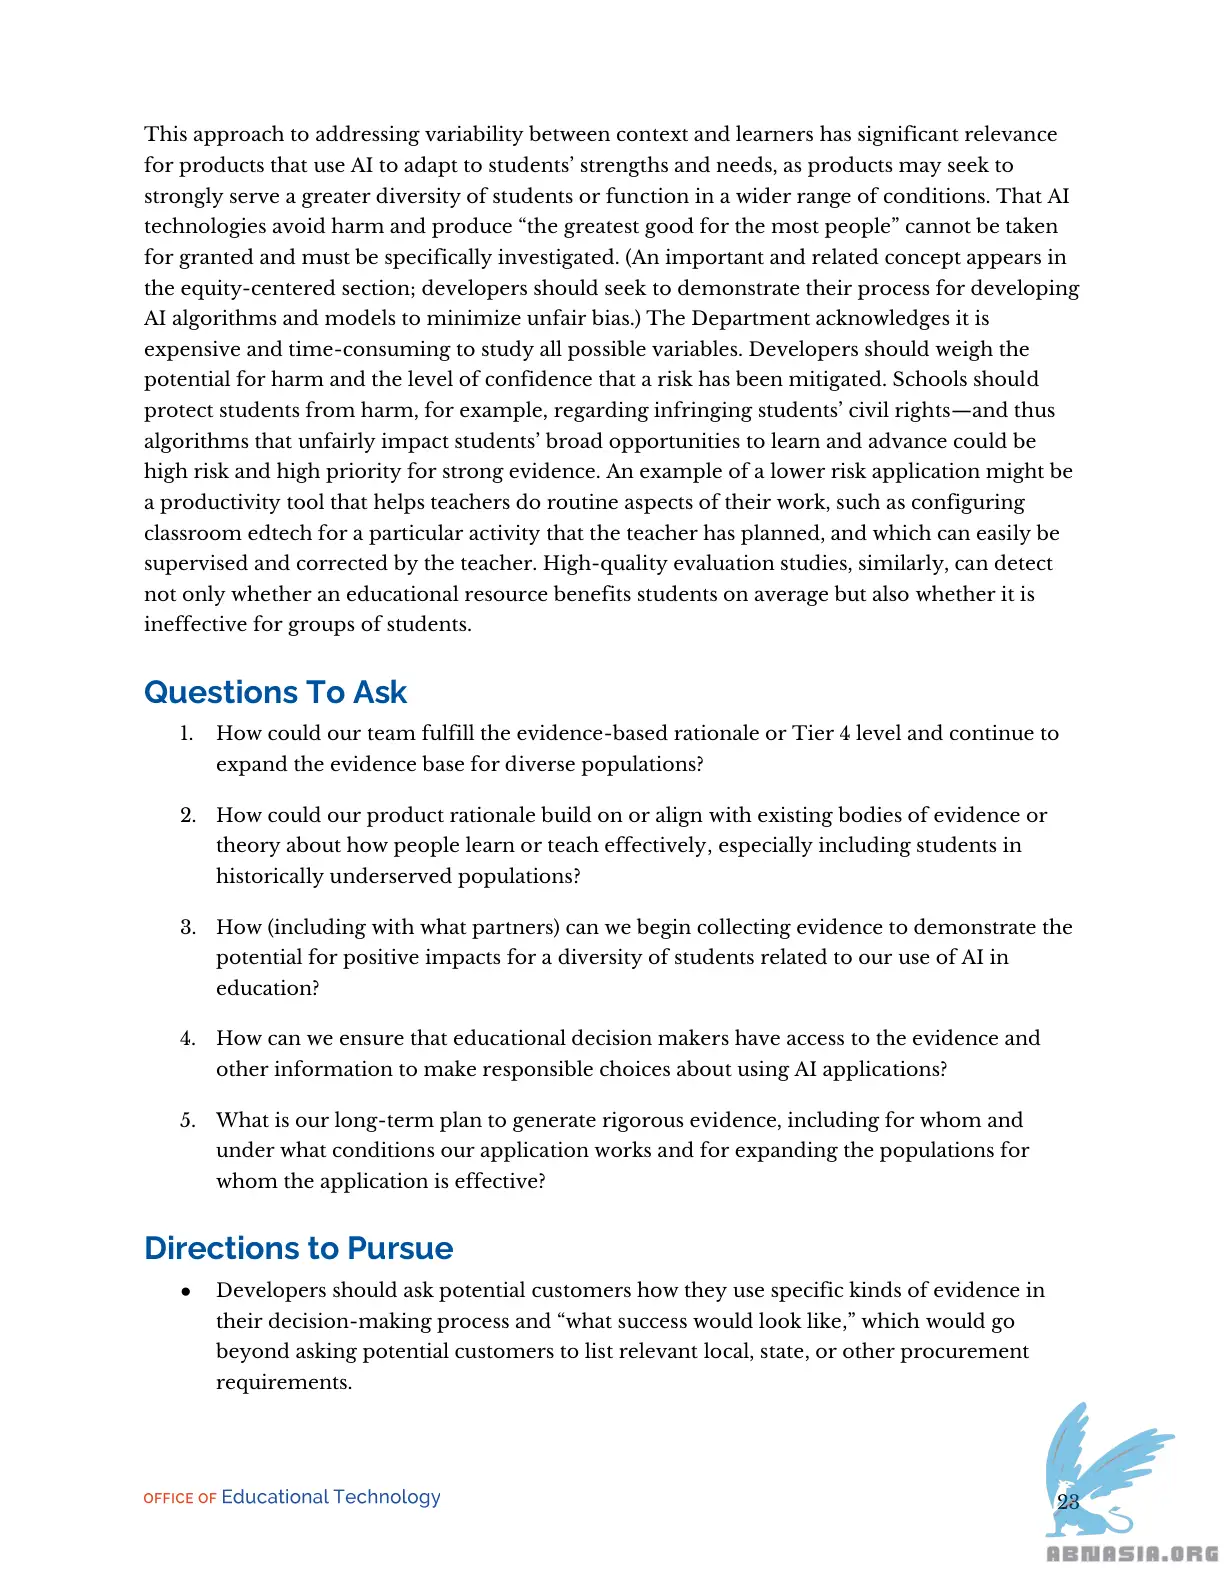 This approach to addressing variability between context and learners has significant relevance
for products that use AI to adapt to students’ strengths and needs, as products may seek to
strongly serve a greater diversity of students or function in a wider range of conditions. That AI
technologies avoid harm and produce “the greatest good for the most people” cannot be taken
for granted and must be specifically investigated. (An important and related concept appears in
the equity-centered section; developers should seek to demonstrate their process for developing
AI algorithms and models to minimize unfair bias.) The Department acknowledges it is
expensive and time-consuming to study all possible variables. Developers should weigh the
potential for harm and the level of confidence that a risk has been mitigated. Schools should
protect students from harm, for example, regarding infringing students’ civil rights—and thus
algorithms that unfairly impact students’ broad opportunities to learn and advance could be
high risk and high priority for strong evidence. An example of a lower risk application might be
a productivity tool that helps teachers do routine aspects of their work, such as configuring
classroom edtech for a particular activity that the teacher has planned, and which can easily be
supervised and corrected by the teacher. High-quality evaluation studies, similarly, can detect
not only whether an educational resource benefits students on average but also whether it is
ineffective for groups of students.
Questions To Ask
1. How could our team fulfill the evidence-based rationale or Tier 4 level and continue to
expand the evidence base for diverse populations?
2. How could our product rationale build on or align with existing bodies of evidence or
theory about how people learn or teach effectively, especially including students in
historically underserved populations?
3. How (including with what partners) can we begin collecting evidence to demonstrate the
potential for positive impacts for a diversity of students related to our use of AI in
education?
4. How can we ensure that educational decision makers have access to the evidence and
other information to make responsible choices about using AI applications?
5. What is our long-term plan to generate rigorous evidence, including for whom and
under what conditions our application works and for expanding the populations for
whom the application is effective?
Directions to Pursue
● Developers should ask potential customers how they use specific kinds of evidence in
their decision-making process and “what success would look like,” which would go
beyond asking potential customers to list relevant local, state, or other procurement
requirements.
OFFICE OF Educational Technology
23
ABNASIA.ORG